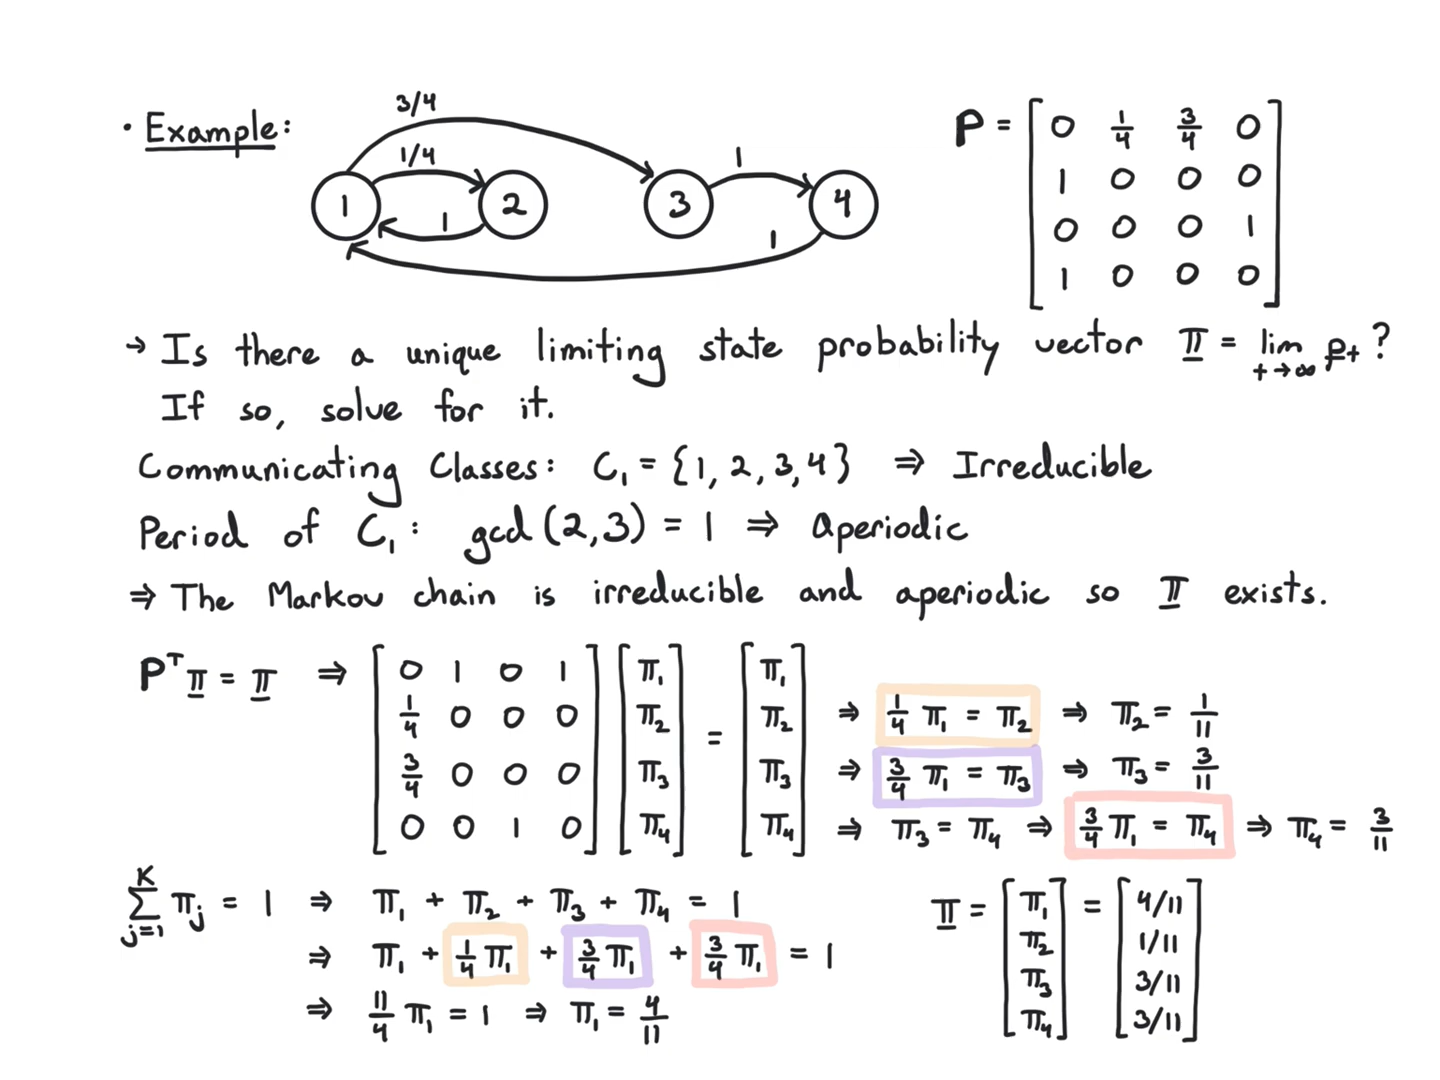 • Example:
3/4
1/4
1
1
1
1 2 3 4
P = [ 0 1/4 3/4 0
1 0 0 0
0 0 0 1
1 0 0 0 ]
→ Is there a unique limiting state probability vector π = lim t→∞ pt ?
If so, solve for it.
Communicating Classes: C₁ = {1, 2, 3, 4} ⇒ Irreducible
Period of C₁ : gcd (2,3) = 1 ⇒ Aperiodic
⇒ The Markov chain is irreducible and aperiodic so π exists.
Pᵀ π = π ⇒ [ 0 1 0 1 ] [ π₁ ] = [ π₁ ]
[ 1/4 0 0 0 ] [ π₂ ] [ π₂ ] ⇒ 1/4 π₁ = π₂ ⇒ π₂ = 1/11
[ 3/4 0 0 0 ] [ π₃ ] [ π₃ ] ⇒ 3/4 π₁ = π₃ ⇒ π₃ = 3/11
[ 0 0 1 0 ] [ π₄ ] [ π₄ ] ⇒ π₃ = π₄ ⇒ 3/4 π₁ = π₄ ⇒ π₄ = 3/11
K Σ j=1 πj = 1 ⇒ π₁ + π₂ + π₃ + π₄ = 1
⇒ π₁ + 1/4 π₁ + 3/4 π₁ + 3/4 π₁ = 1
⇒ 11/4 π₁ = 1 ⇒ π₁ = 4/11
π = [ π₁ ] = [ 4/11 ]
[ π₂ ] [ 1/11 ]
[ π₃ ] [ 3/11 ]
[ π₄ ] [ 3/11 ]